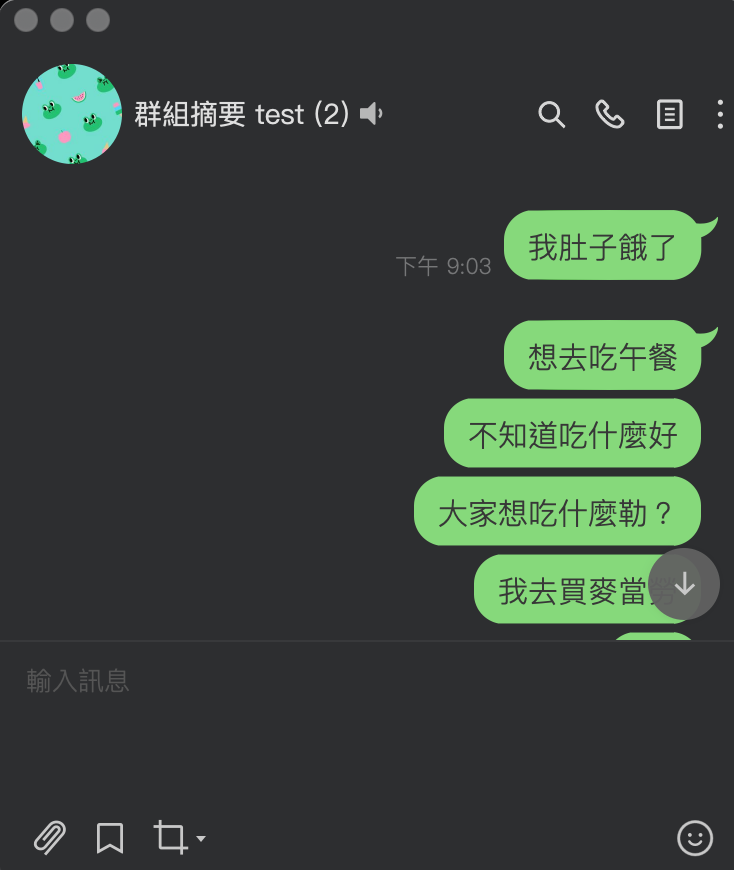 群組摘要 test (2)
我肚子餓了
下午 9:03
想去吃午餐
不知道吃什麼好
大家想吃什麼勒？
我去買麥當
輸入訊息